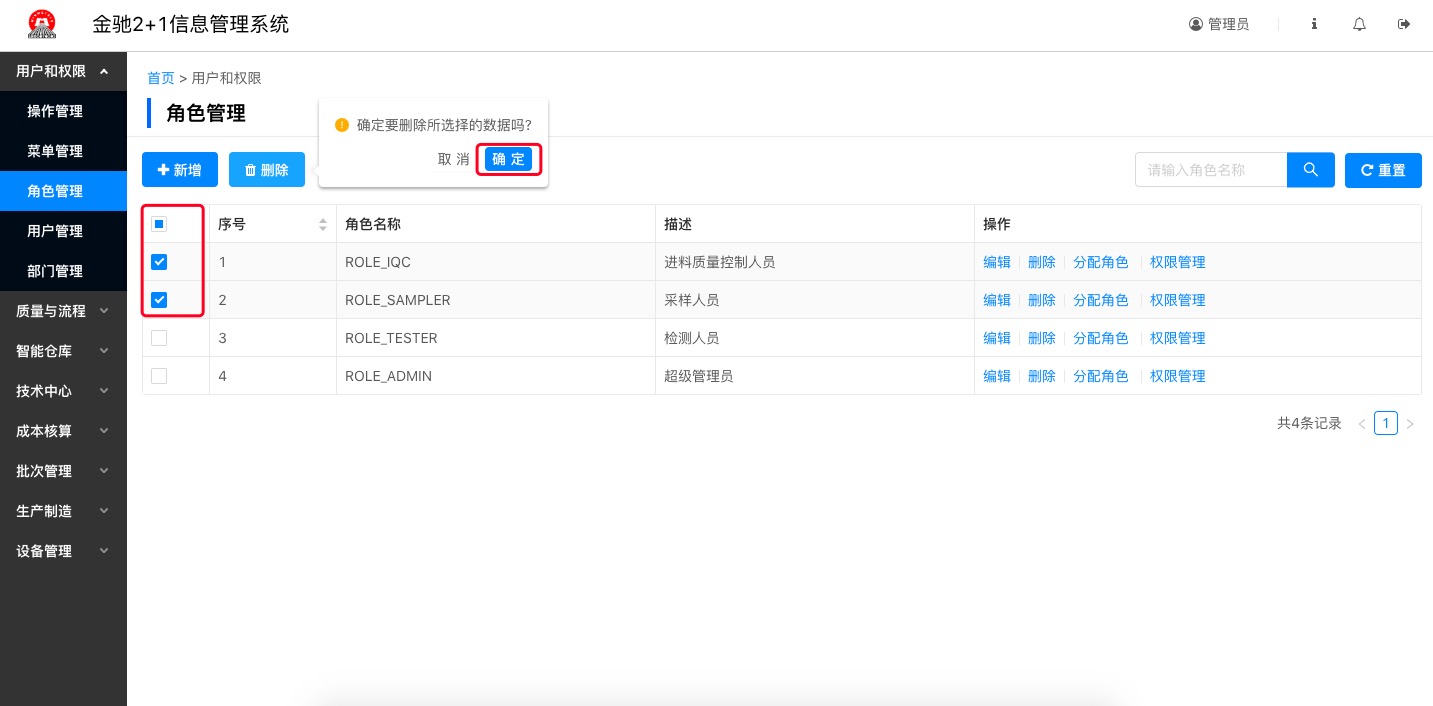 金驰2+1信息管理系统
管理员
用户和权限
操作管理
菜单管理
角色管理
用户管理
部门管理
质量与流程
智能仓库
技术中心
成本核算
批次管理
生产制造
设备管理
首页 > 用户和权限
角色管理
确定要删除所选择的数据吗?
取 消 确 定
新增 删除 请输入角色名称 重置
序号 角色名称 描述 操作
1 ROLE_IQC 进料质量控制人员 编辑 删除 分配角色 权限管理
2 ROLE_SAMPLER 采样人员 编辑 删除 分配角色 权限管理
3 ROLE_TESTER 检测人员 编辑 删除 分配角色 权限管理
4 ROLE_ADMIN 超级管理员 编辑 删除 分配角色 权限管理
共4条记录 < 1 >